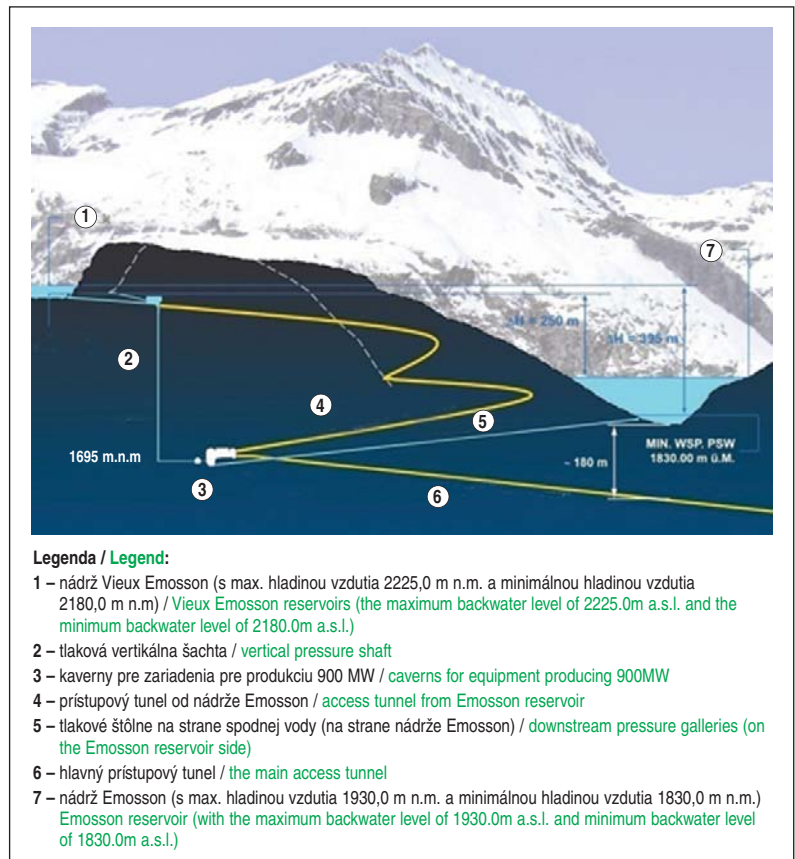 1
7
ΔH = 250 m
ΔH = 395 m
2
4
5
1695 m.n.m
MIN. WSP. PSW
1830.00 m ü.M.
~ 180 m
3
6
Legenda / Legend:
1 – nádrž Vieux Emosson (s max. hladinou vzdutia 2225,0 m n.m. a minimálnou hladinou vzdutia
2180,0 m n.m) / Vieux Emosson reservoirs (the maximum backwater level of 2225.0m a.s.l. and the
minimum backwater level of 2180.0m a.s.l.)
2 – tlaková vertikálna šachta / vertical pressure shaft
3 – kaverny pre zariadenia pre produkciu 900 MW / caverns for equipment producing 900MW
4 – prístupový tunel od nádrže Emosson / access tunnel from Emosson reservoir
5 – tlakové štôlne na strane spodnej vody (na strane nádrže Emosson) / downstream pressure galleries (on
the Emosson reservoir side)
6 – hlavný prístupový tunel / the main access tunnel
7 – nádrž Emosson (s max. hladinou vzdutia 1930,0 m n.m. a minimálnou hladinou vzdutia 1830,0 m n.m.)
Emosson reservoir (with the maximum backwater level of 1930.0m a.s.l. and minimum backwater level
of 1830.0m a.s.l.)